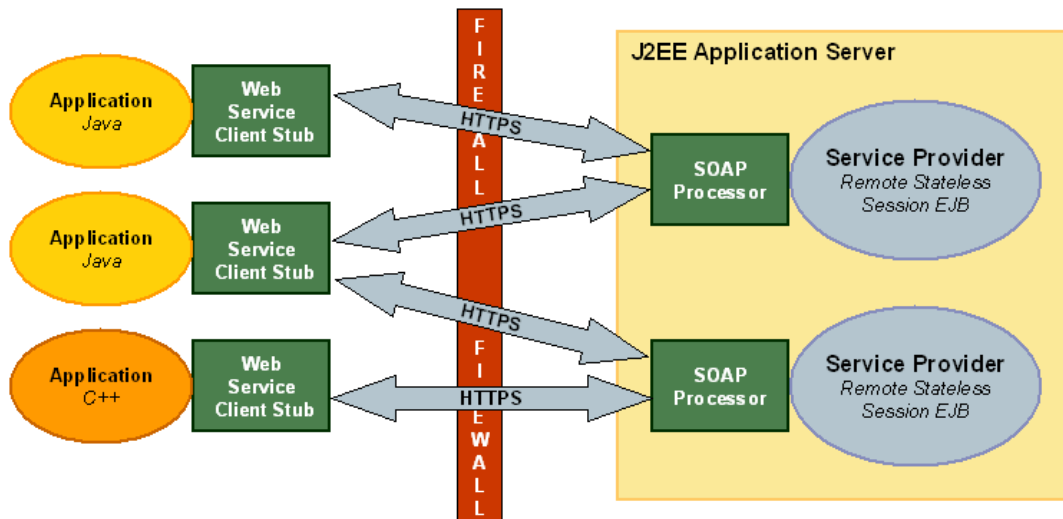 J2EE Application Server
Application
Java
Web
Service
Client Stub
HTTPS
SOAP
Processor
Service Provider
Remote Stateless
Session EJB
Application
Java
Web
Service
Client Stub
HTTPS
HTTPS
Application
C++
Web
Service
Client Stub
HTTPS
SOAP
Processor
Service Provider
Remote Stateless
Session EJB
F
I
R
E
A
L
L
F
I
E
W
A
L
L